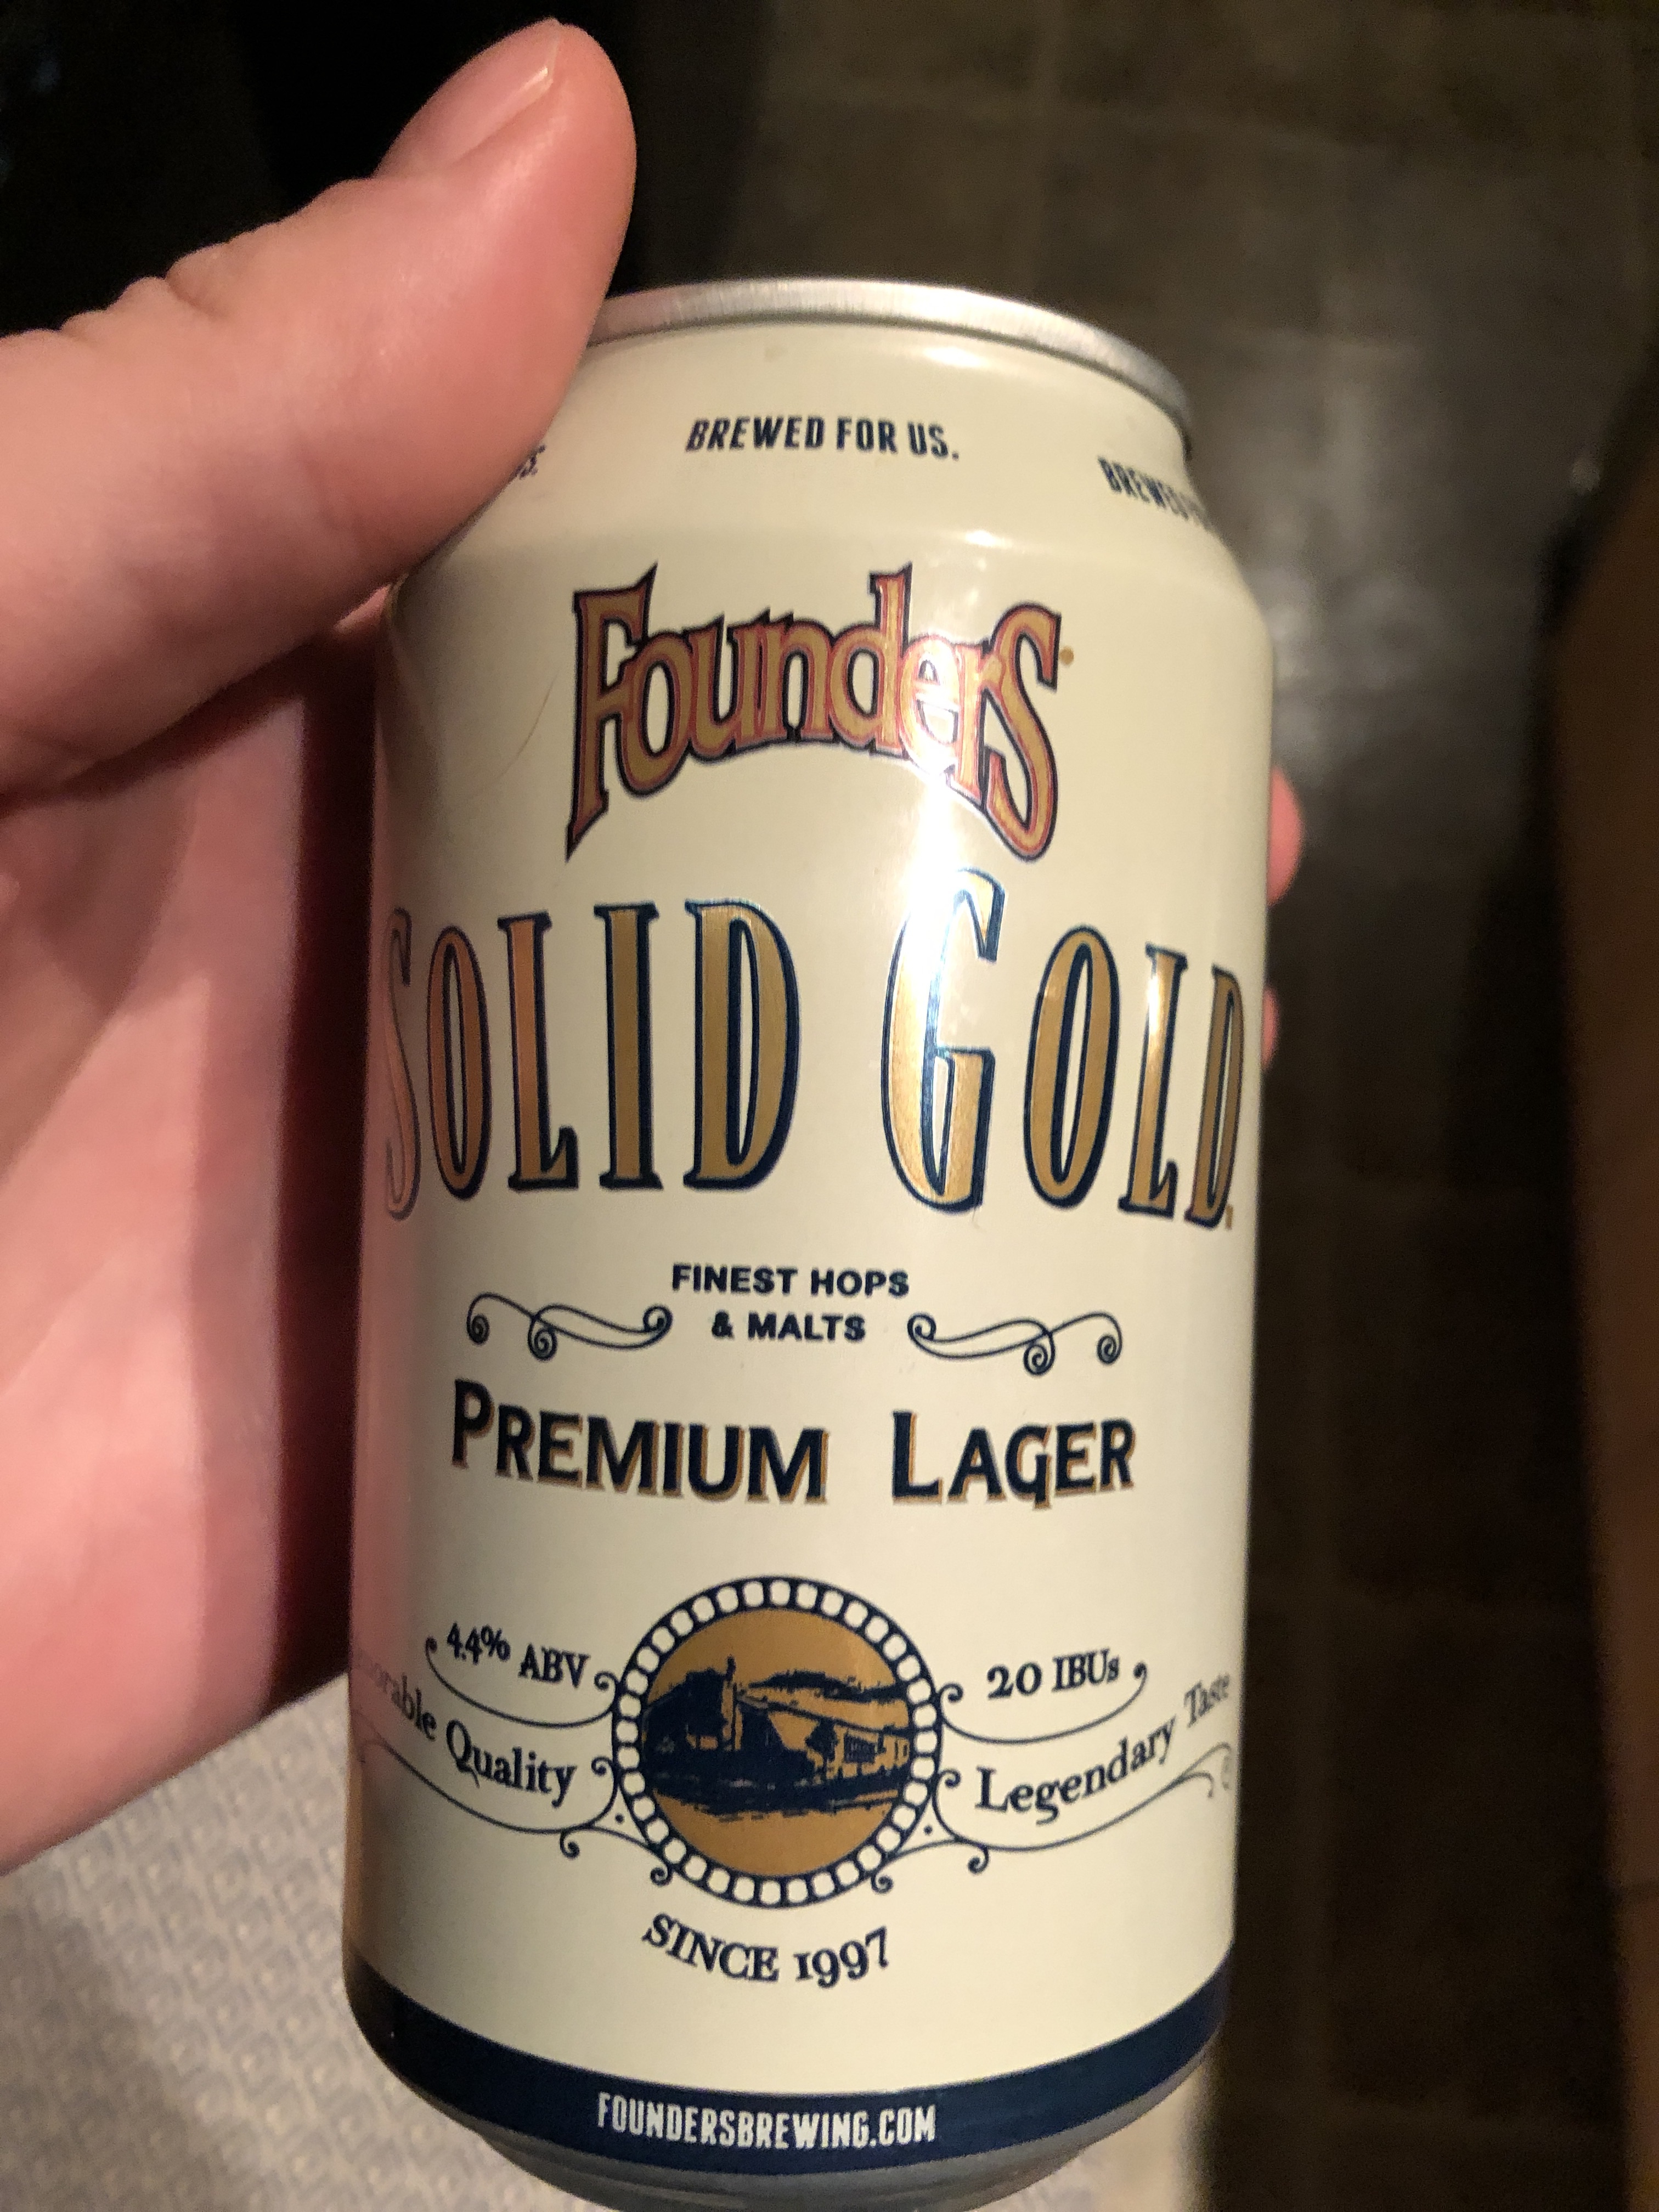 BREWED FOR US.
Founders
SOLID GOLD
FINEST HOPS
& MALTS
PREMIUM LAGER
4.4% ABV
20 IBUs
Quality
Legendary Taste
SINCE 1997
FOUNDERSBREWING.COM